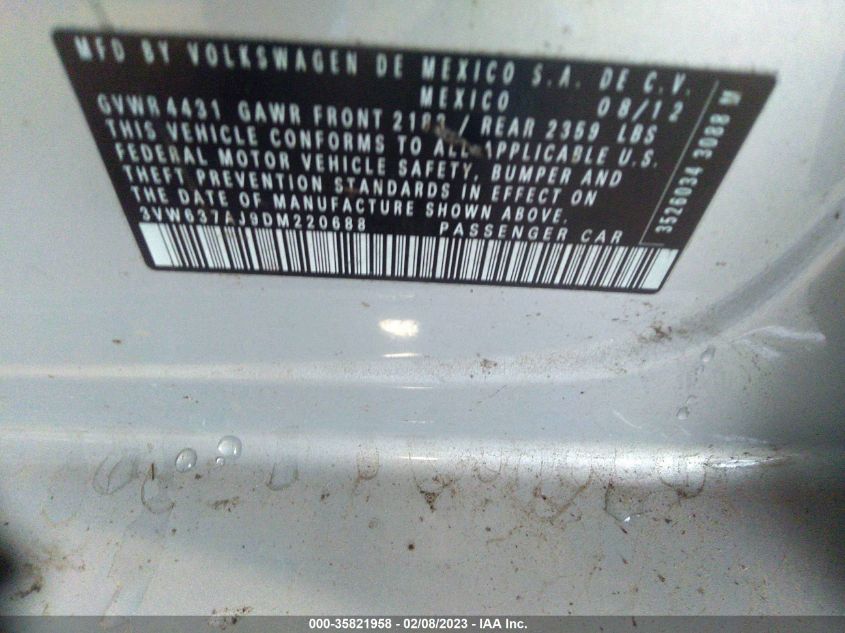 MFD BY VOLKSWAGEN DE MEXICO S.A. DE C.V.
MEXICO 08/12
GVWR 4431 GAWR FRONT / REAR 2359 LBS
THIS VEHICLE CONFORMS TO ALL APPLICABLE U.S.
FEDERAL MOTOR VEHICLE SAFETY, BUMPER AND
THEFT PREVENTION STANDARDS IN EFFECT ON
THE DATE OF MANUFACTURE SHOWN ABOVE.
3VW637AJ9DM220688 PASSENGER CAR
3526034 3088 M
000-35821958 - 02/08/2023 - IAA Inc.